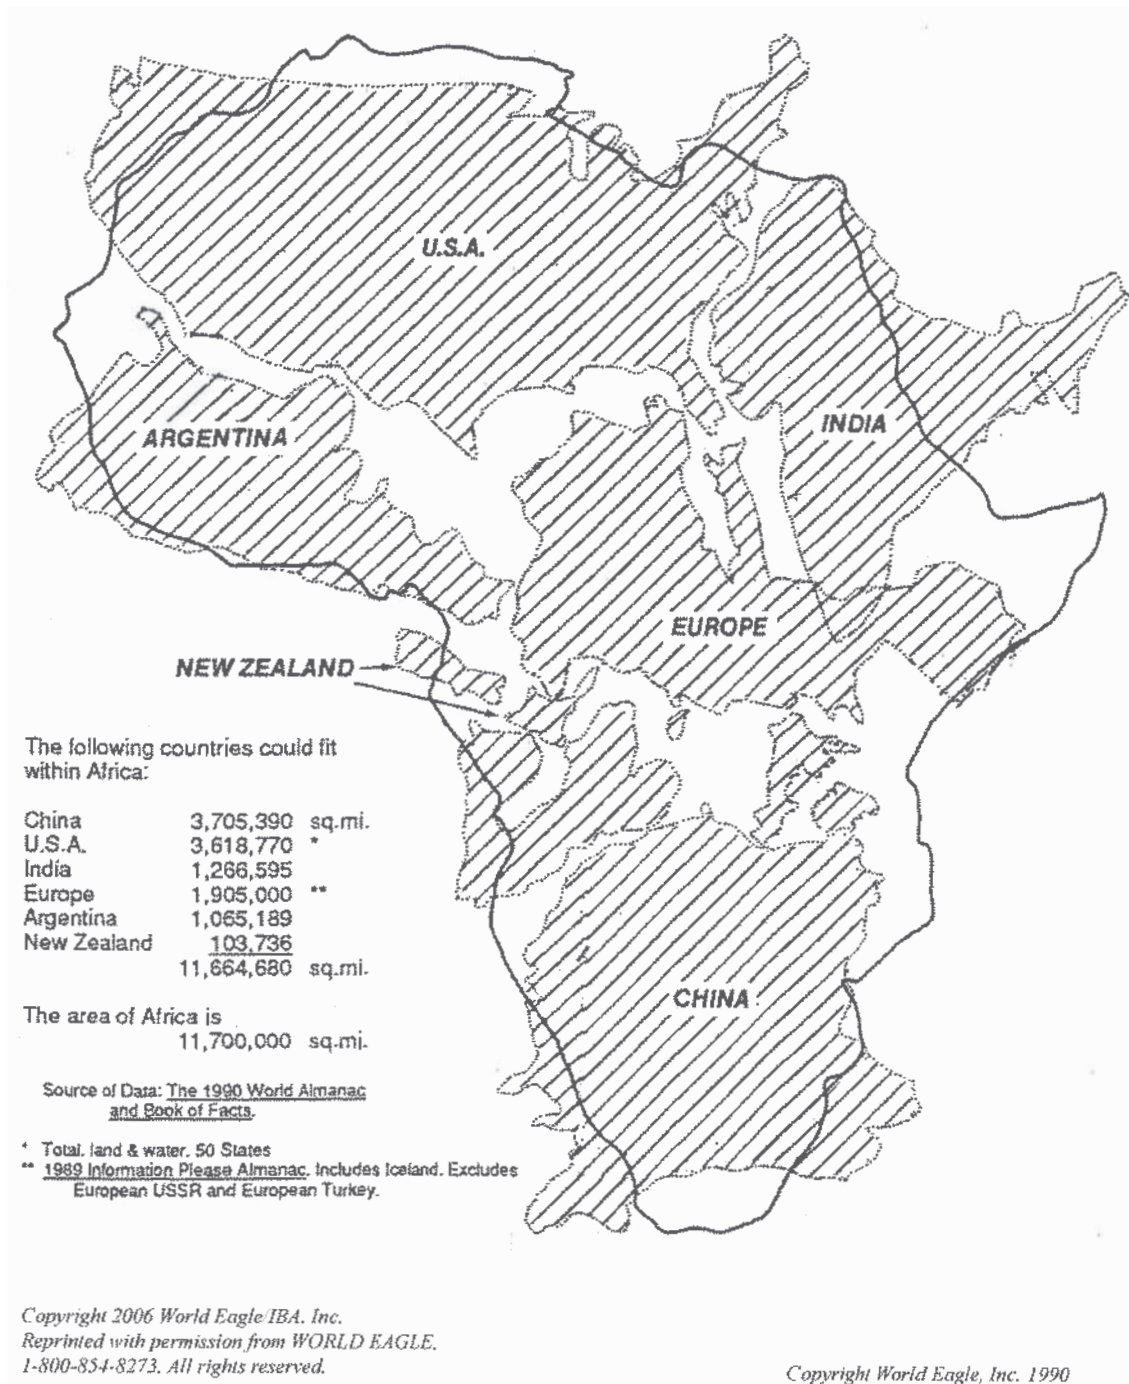 U.S.A.
ARGENTINA
INDIA
EUROPE
NEW ZEALAND
CHINA
The following countries could fit
within Africa:
China 3,705,390 sq.mi.
U.S.A. 3,618,770 *
India 1,266,595
Europe 1,905,000 **
Argentina 1,065,189
New Zealand 103,736
11,664,680 sq.mi.
The area of Africa is
11,700,000 sq.mi.
Source of Data: The 1990 World Almanac
and Book of Facts.
* Total. land & water. 50 States
** 1989 Information Please Almanac. Includes Iceland. Excludes
European USSR and European Turkey.
Copyright 2006 World Eagle/IBA. Inc.
Reprinted with permission from WORLD EAGLE.
1-800-854-8273. All rights reserved.
Copyright World Eagle, Inc. 1990